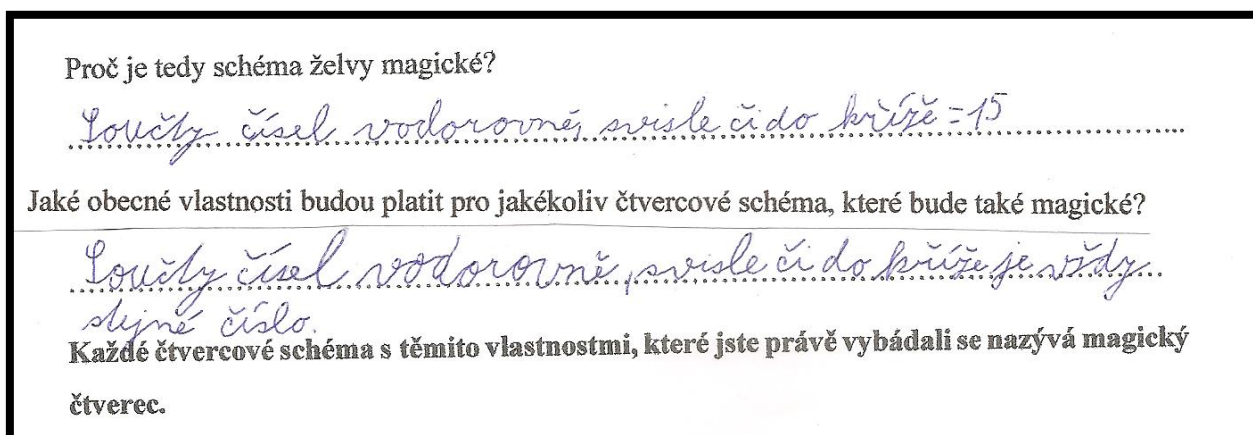 Proč je tedy schéma želvy magické?
Součty čísel vodorovně, svisle či do kříže = 15
Jaké obecné vlastnosti budou platit pro jakékoliv čtvercové schéma, které bude také magické?
Součty čísel vodorovně, svisle či do kříže je vždy
stejné číslo.
Každé čtvercové schéma s těmito vlastnostmi, které jste právě vybádali se nazývá magický
čtverec.